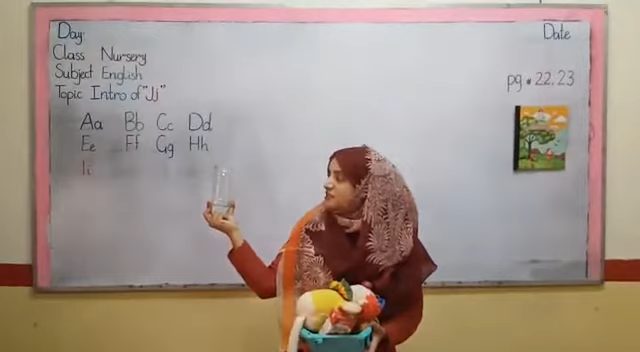 Day:
Date
Class Nursery
Subject English
Topic Intro of "Jj"
pg. 22, 23
Aa Bb Cc Dd
Ee Ff Gg Hh
Ii